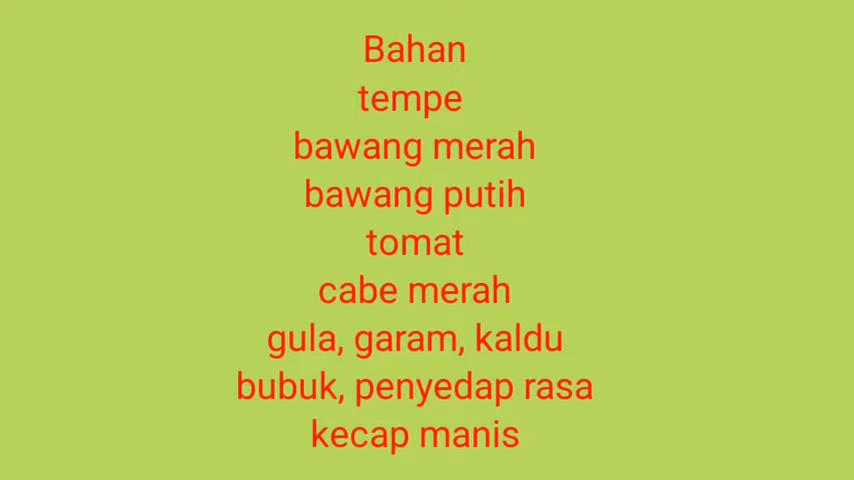 Bahan
tempe
bawang merah
bawang putih
tomat
cabe merah
gula, garam, kaldu
bubuk, penyedap rasa
kecap manis